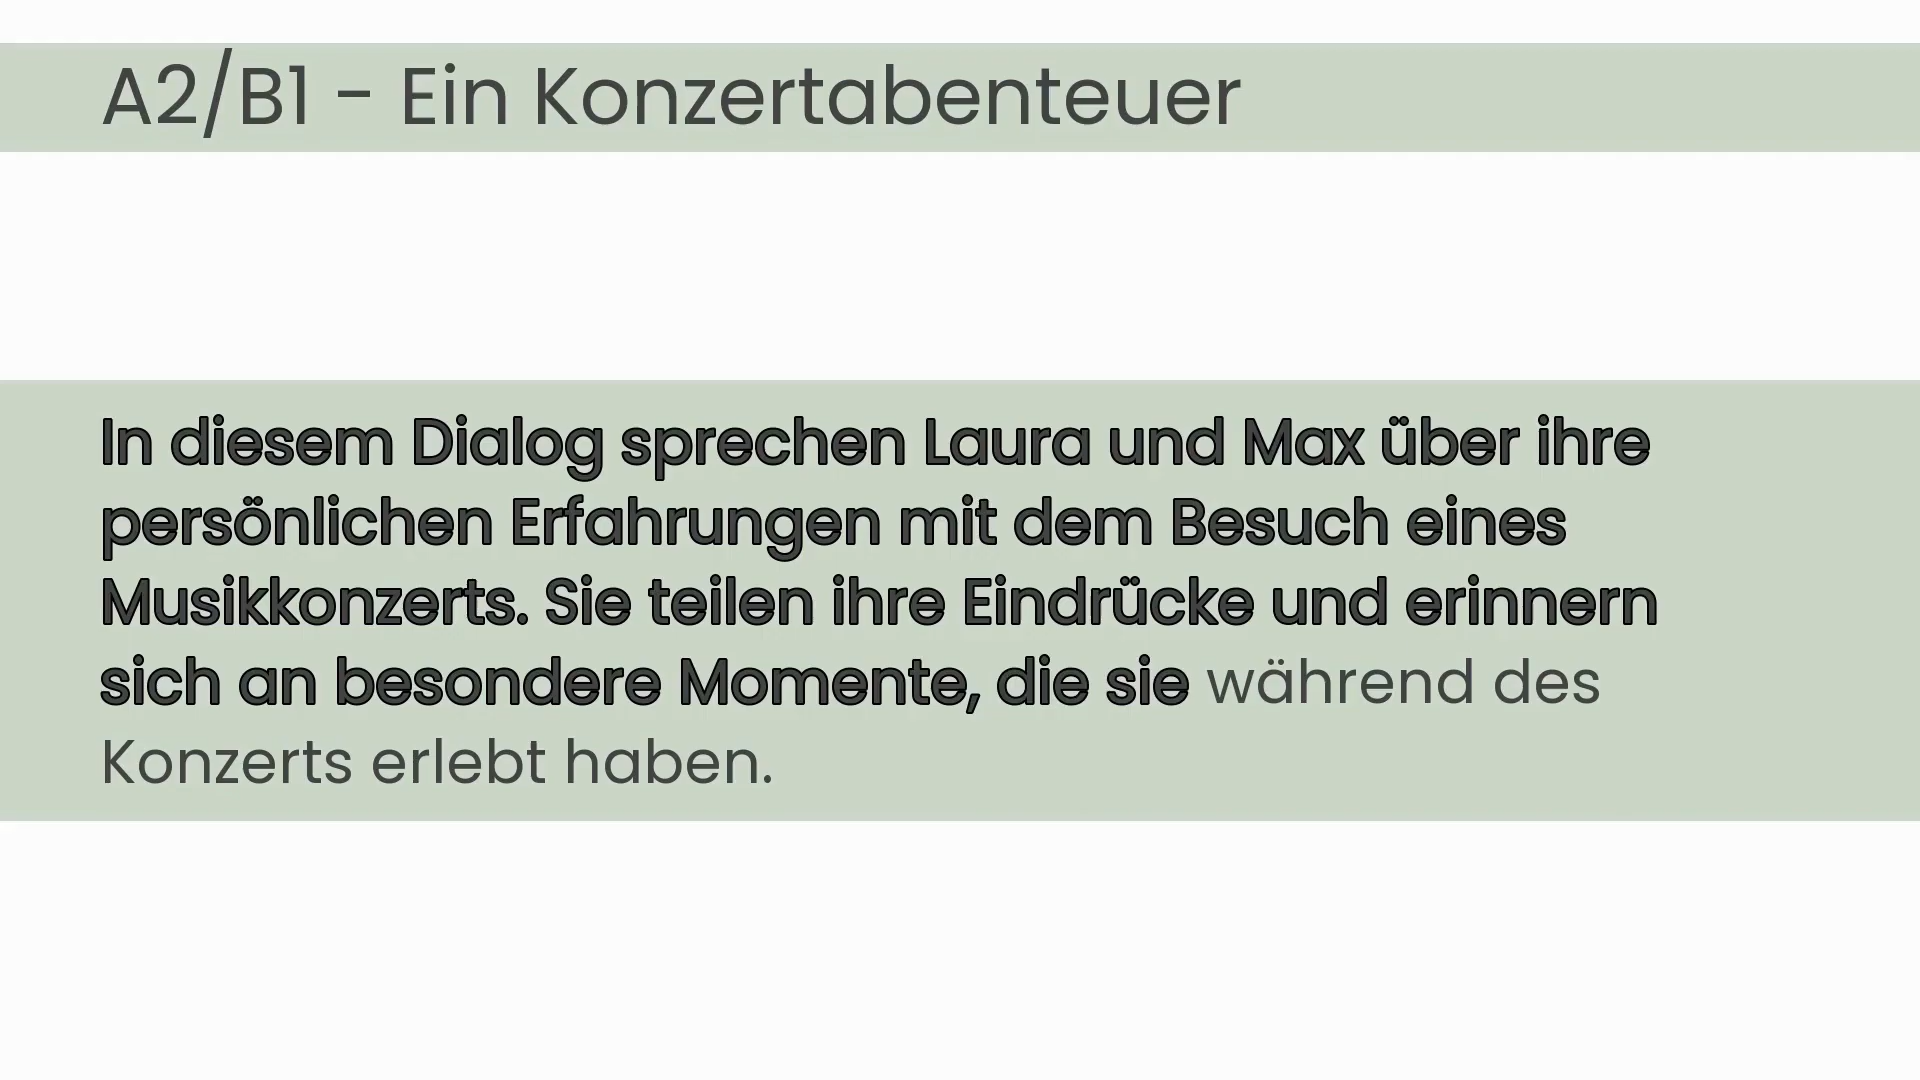 A2/B1 - Ein Konzertabenteuer
In diesem Dialog sprechen Laura und Max über ihre
persönlichen Erfahrungen mit dem Besuch eines
Musikkonzerts. Sie teilen ihre Eindrücke und erinnern
sich an besondere Momente, die sie während des
Konzerts erlebt haben.